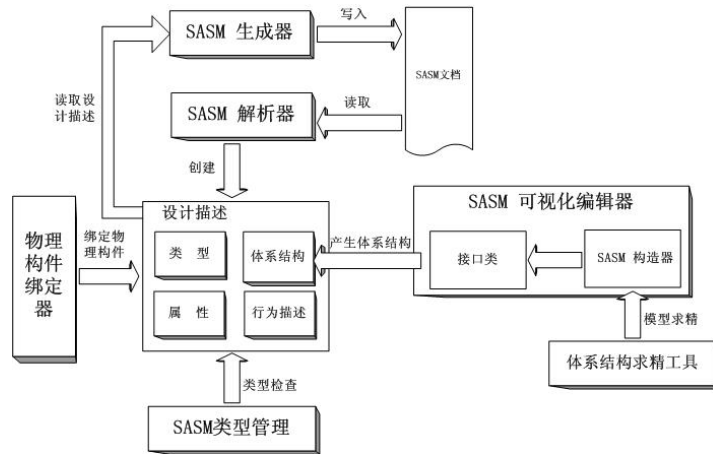 SASM 生成器
写入
SASM文档
读取设
计描述
SASM 解析器
读取
创建
设计描述
SASM 可视化编辑器
物理
构件
绑定
器
绑定物
理构件
类 型
体系结构
产生体系结构
接口类
SASM 构造器
属 性
行为描述
模型求精
体系结构求精工具
类型检查
SASM类型管理